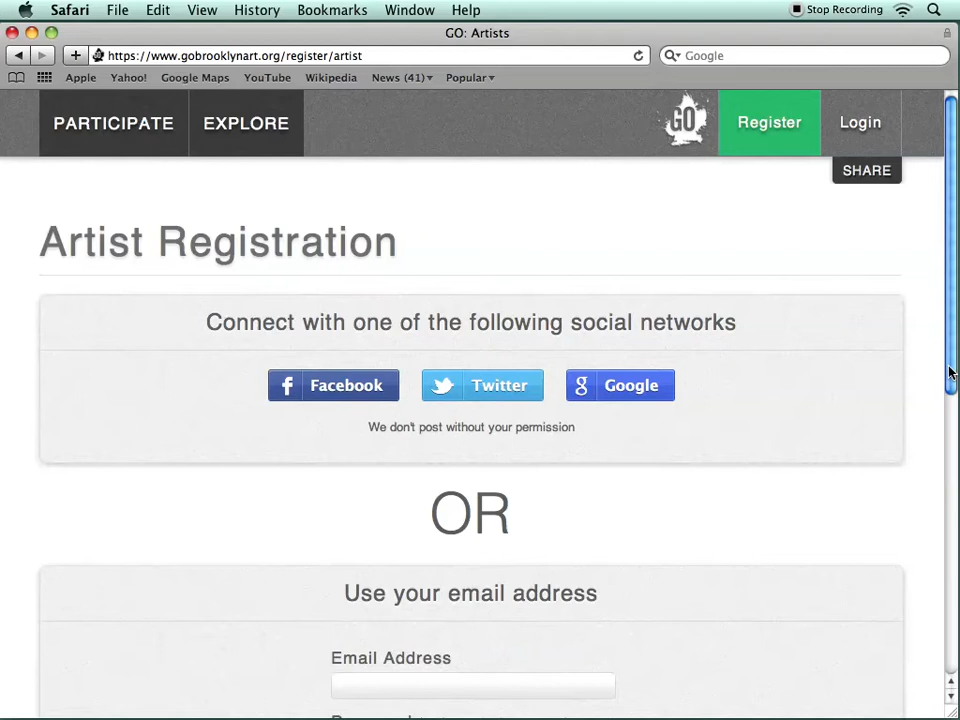 Safari File Edit View History Bookmarks Window Help Stop Recording
GO: Artists
https://www.gobrooklynart.org/register/artist Google
Apple Yahoo! Google Maps YouTube Wikipedia News (41)▾ Popular▾
PARTICIPATE EXPLORE GO Register Login
SHARE
Artist Registration
Connect with one of the following social networks
f Facebook Twitter g Google
We don't post without your permission
OR
Use your email address
Email Address